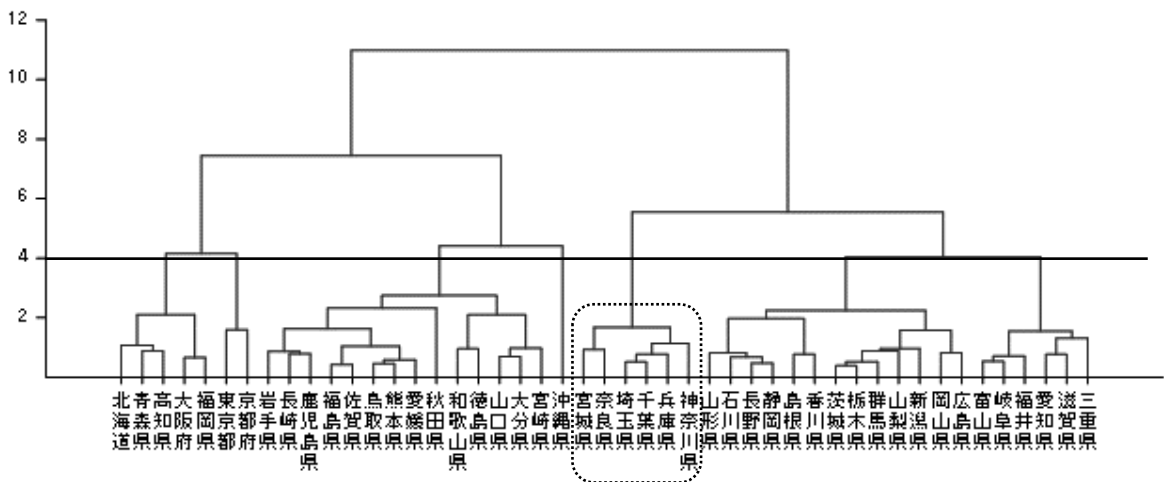 12
10
8
6
4
2
北海道
青森県
高知県
大阪府
福岡県
東京都
京都府
岩手県
長崎県
鹿児島県
福島県
佐賀県
鳥取県
熊本県
愛媛県
秋田県
和歌山県
徳島県
山口県
大分県
宮崎県
沖縄県
宮城県
奈良県
埼玉県
千葉県
兵庫県
神奈川県
山形県
石川県
長野県
静岡県
島根県
香川県
茨城県
栃木県
群馬県
山梨県
新潟県
岡山県
広島県
富山県
岐阜県
福井県
愛知県
滋賀県
三重県